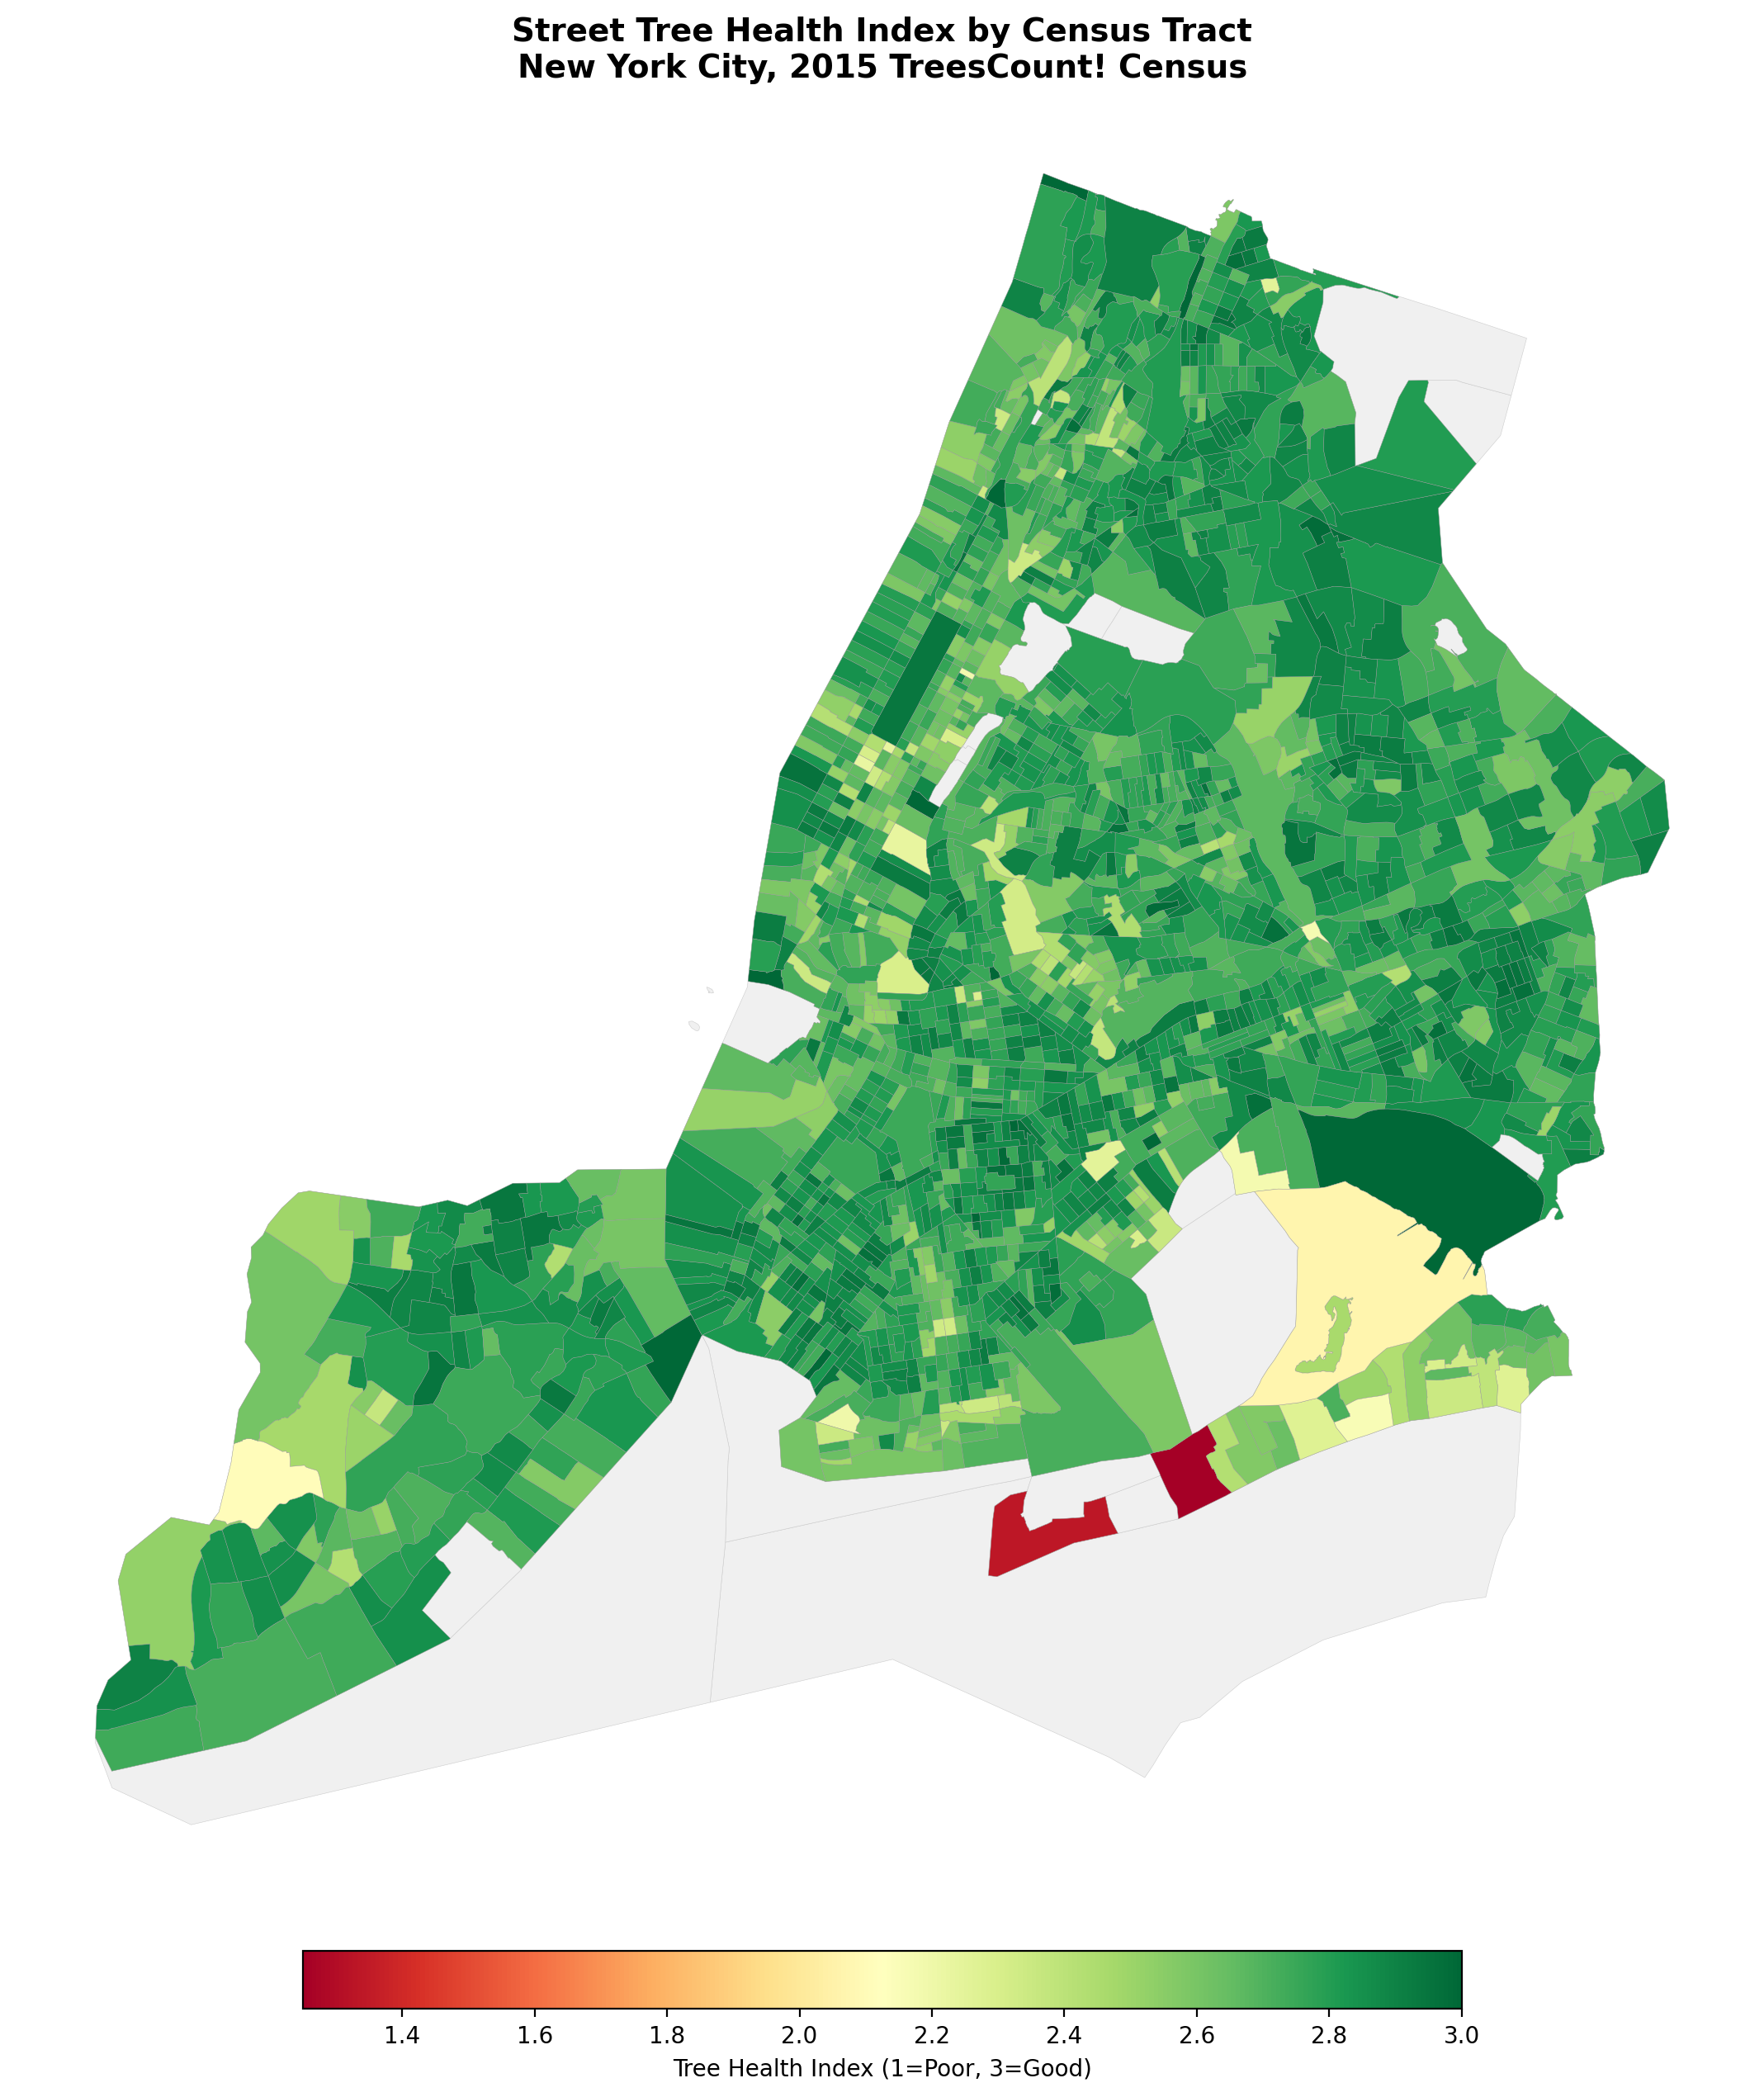 Street Tree Health Index by Census Tract
New York City, 2015 TreesCount! Census
1.4 1.6 1.8 2.0 2.2 2.4 2.6 2.8 3.0
Tree Health Index (1=Poor, 3=Good)